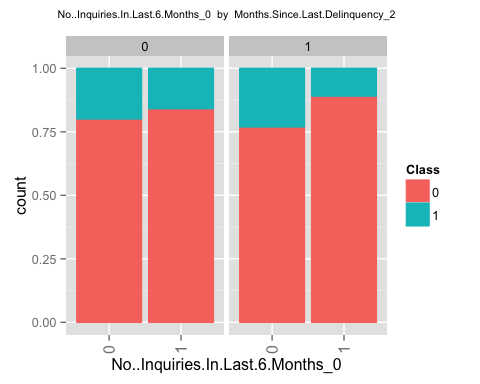 No..Inquiries.In.Last.6.Months_0 by Months.Since.Last.Delinquency_2
0 1
1.00
0.75
0.50
0.25
0.00
count
0 1 0 1
No..Inquiries.In.Last.6.Months_0
Class
0
1